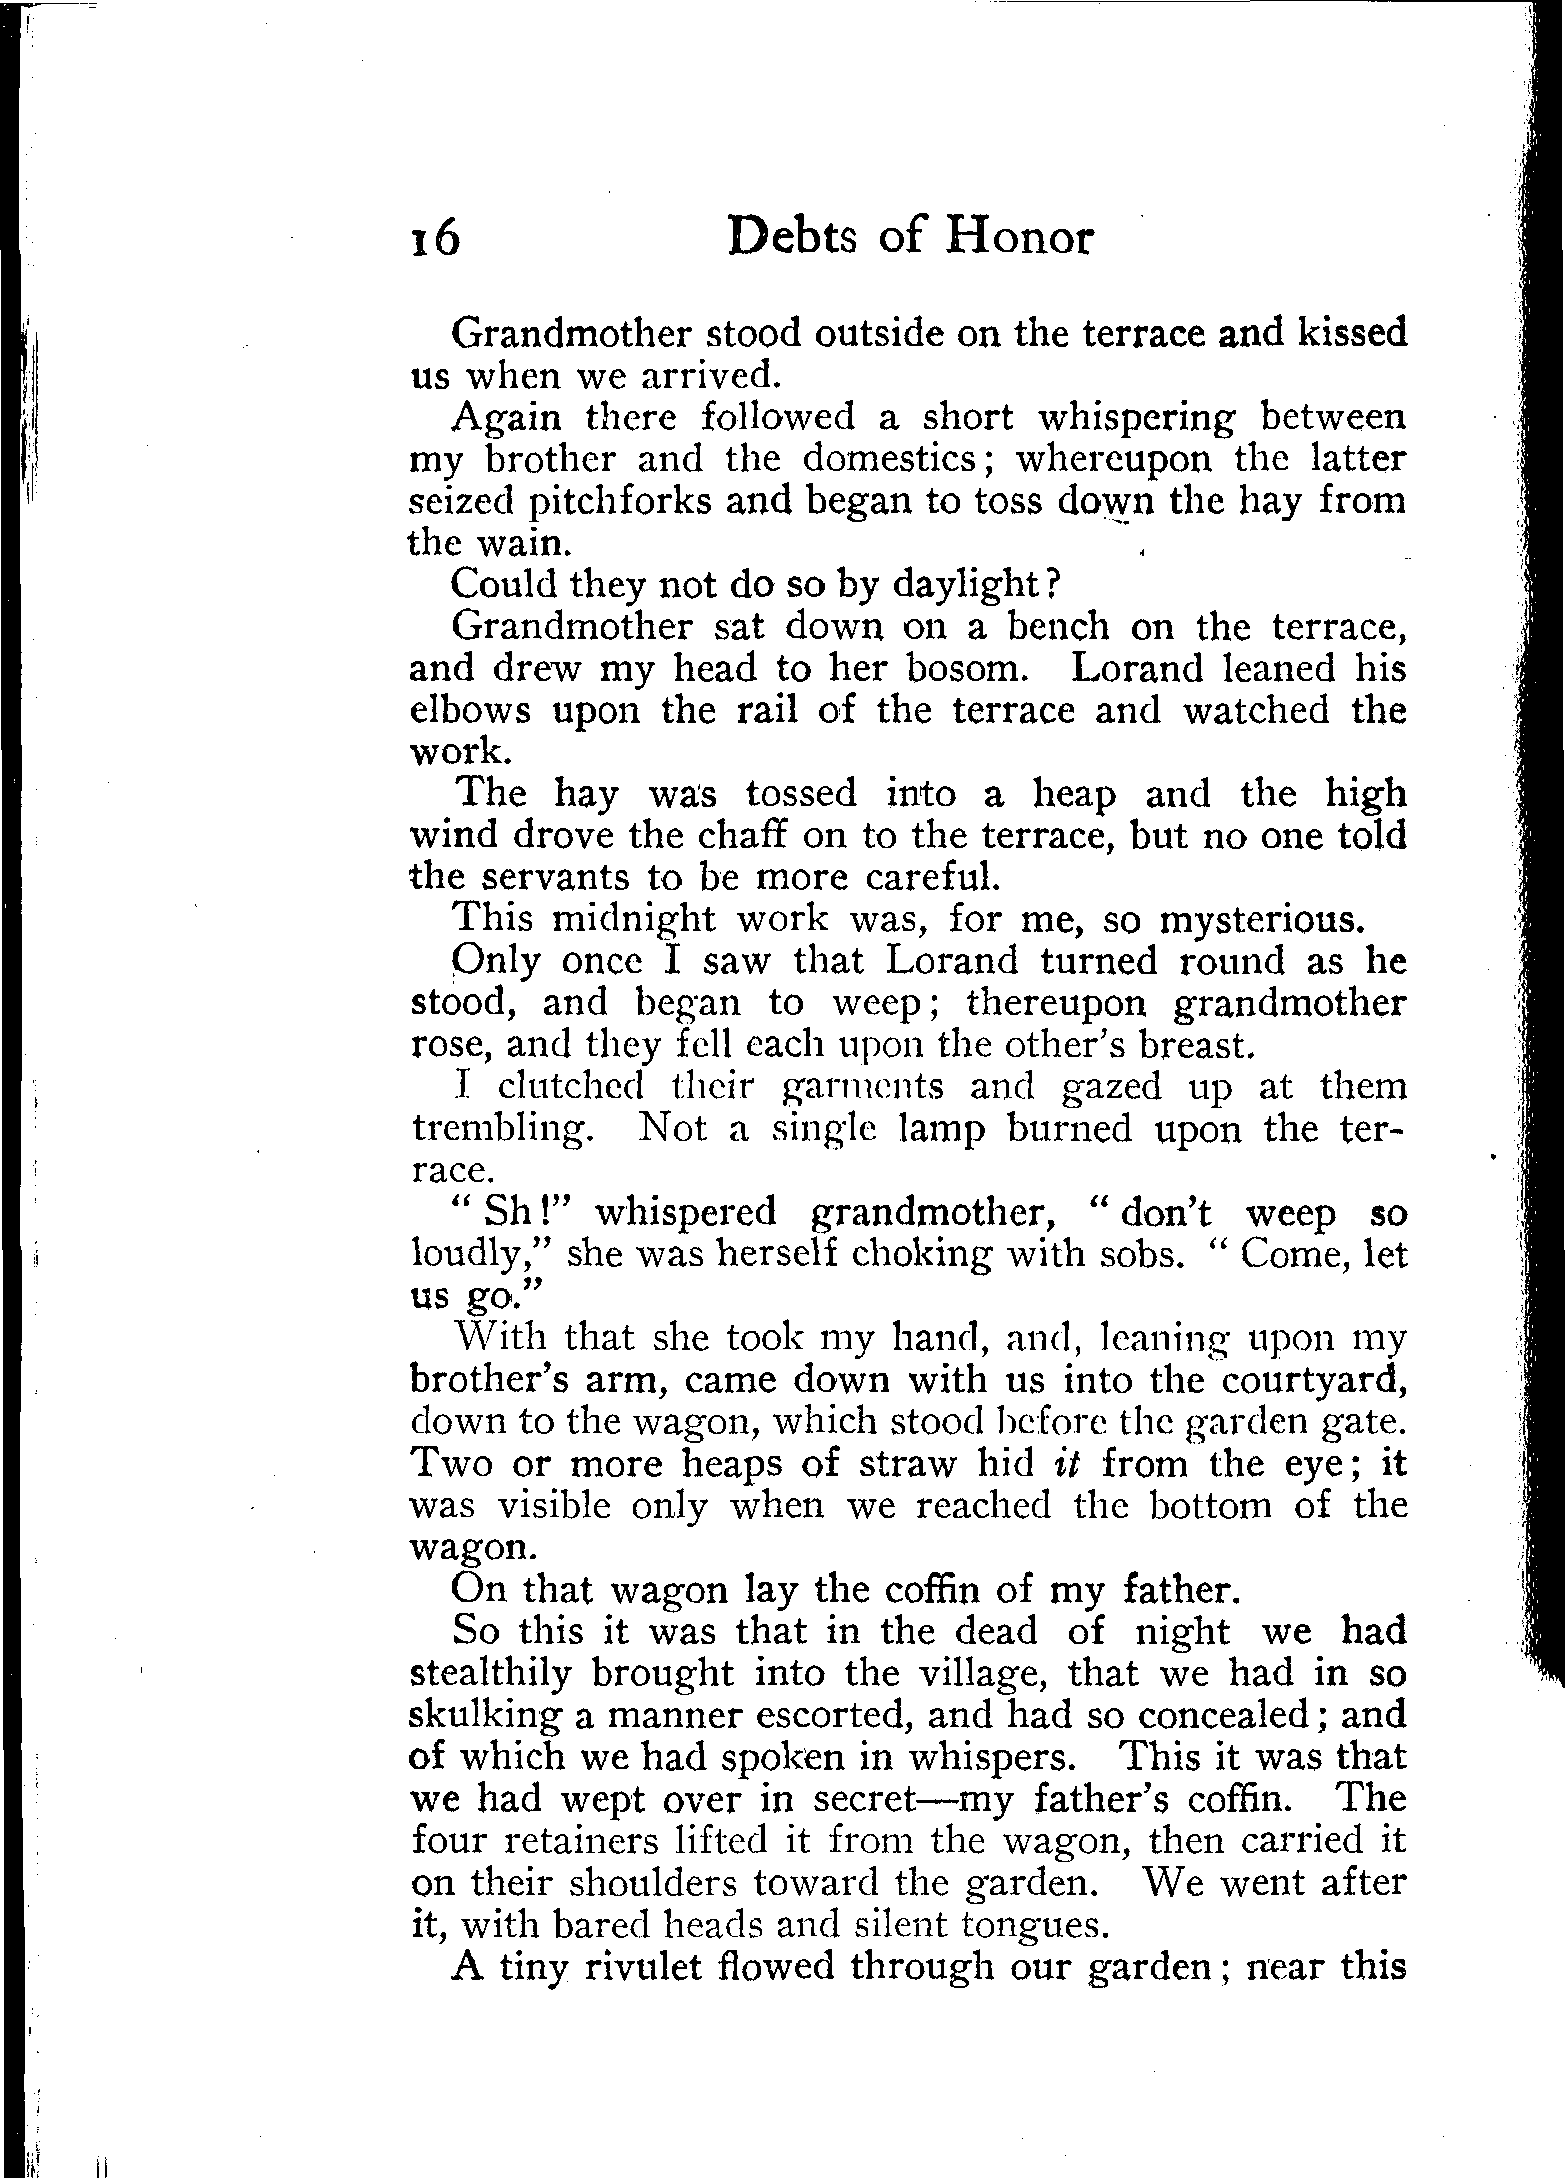 16 Debts of Honor
Grandmother stood outside on the terrace and kissed
us when we arrived.
Again there followed a short whispering between
my brother and the domestics; whereupon the latter
seized pitchforks and began to toss down the hay from
the wain.
Could they not do so by daylight?
Grandmother sat down on a bench on the terrace,
and drew my head to her bosom. Lorand leaned his
elbows upon the rail of the terrace and watched the
work.
The hay was tossed into a heap and the high
wind drove the chaff on to the terrace, but no one told
the servants to be more careful.
This midnight work was, for me, so mysterious.
Only once I saw that Lorand turned round as he
stood, and began to weep; thereupon grandmother
rose, and they fell each upon the other's breast.
I clutched their garments and gazed up at them
trembling. Not a single lamp burned upon the ter-
race.
"Sh!" whispered grandmother, "don't weep so
loudly," she was herself choking with sobs. "Come, let
us go."
With that she took my hand, and, leaning upon my
brother's arm, came down with us into the courtyard,
down to the wagon, which stood before the garden gate.
Two or more heaps of straw hid it from the eye; it
was visible only when we reached the bottom of the
wagon.
On that wagon lay the coffin of my father.
So this it was that in the dead of night we had
stealthily brought into the village, that we had in so
skulking a manner escorted, and had so concealed; and
of which we had spoken in whispers. This it was that
we had wept over in secret—my father's coffin. The
four retainers lifted it from the wagon, then carried it
on their shoulders toward the garden. We went after
it, with bared heads and silent tongues.
A tiny rivulet flowed through our garden; near this